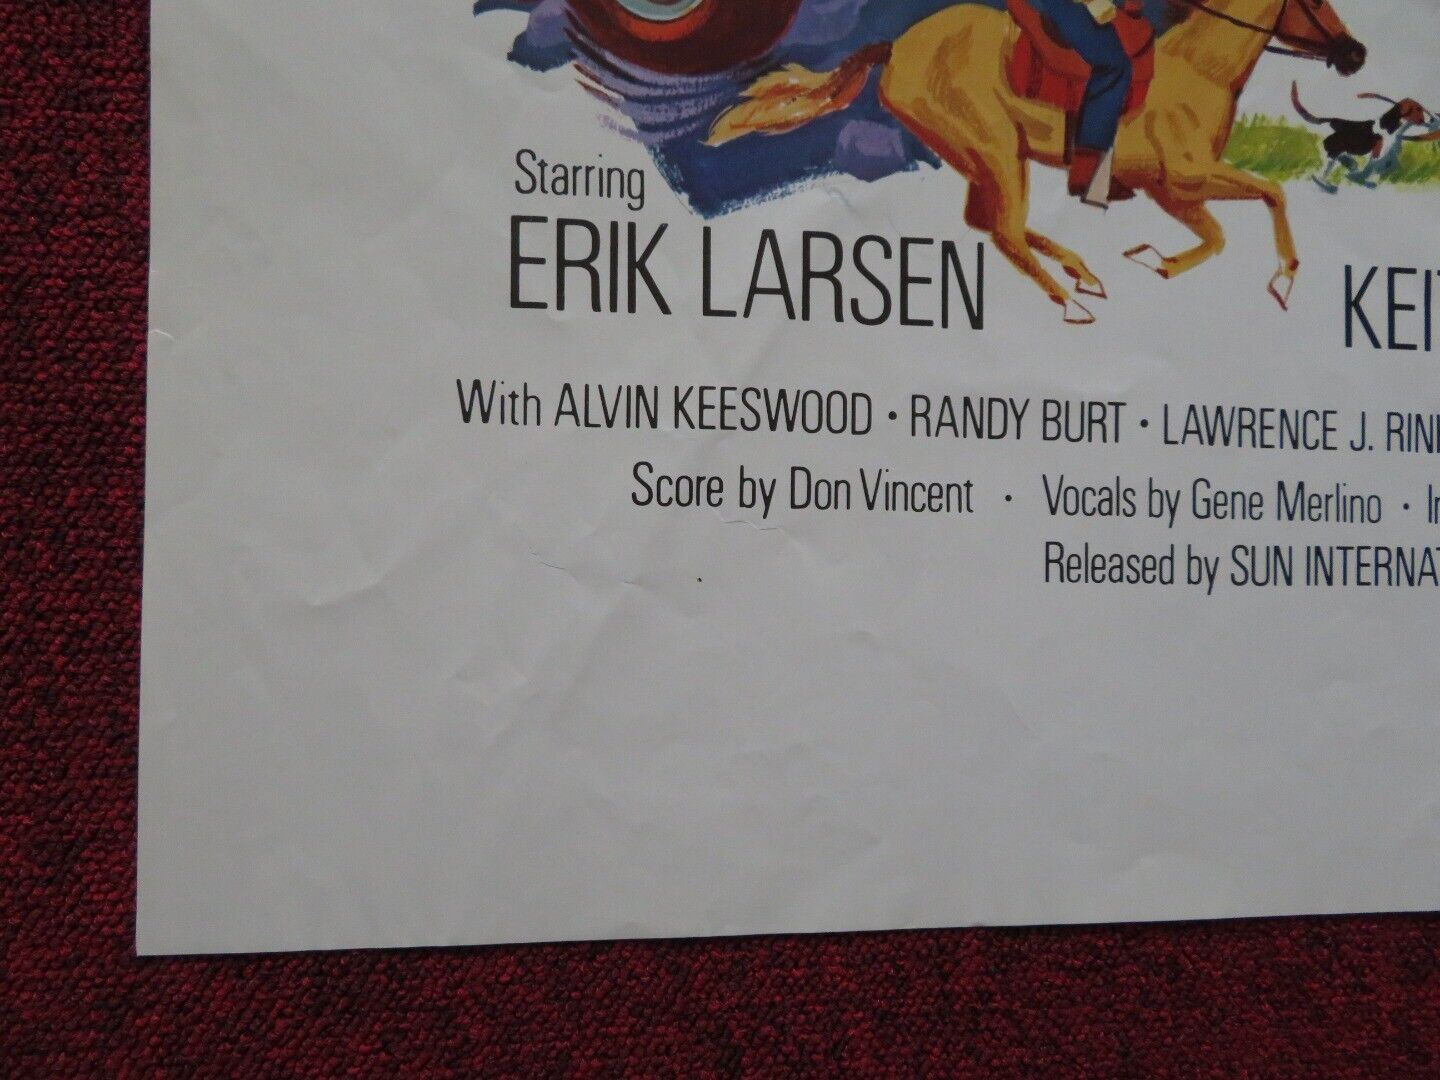 Starring
ERIK LARSEN
With ALVIN KEESWOOD • RANDY BURT • LAWRENCE J.
Score by Don Vincent • Vocals by Gene Merlino •
Released by SUN